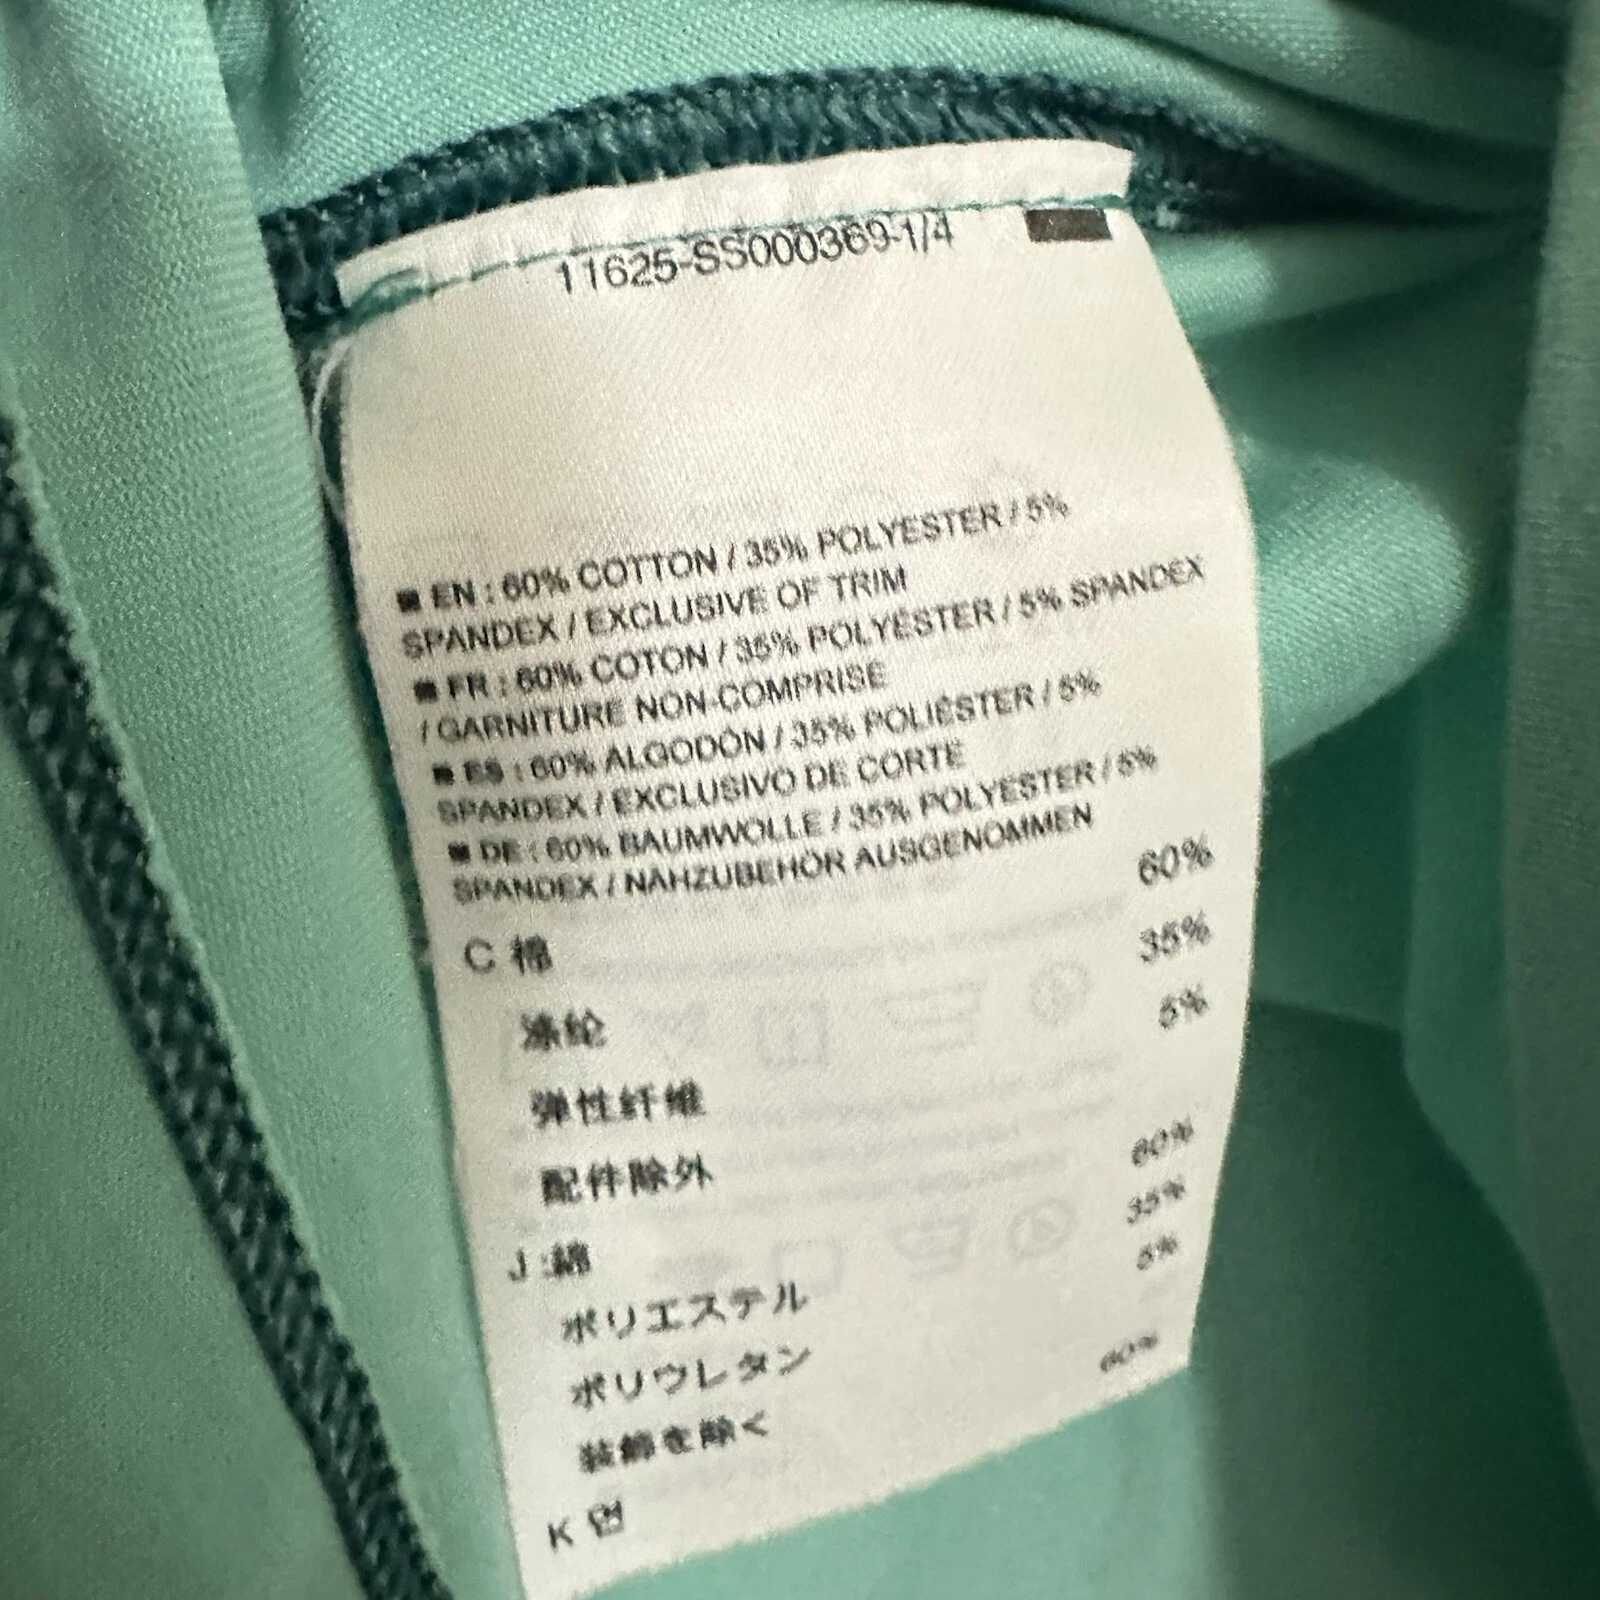 11625-SS000369-1/4
■ EN : 60% COTTON / 35% POLYESTER / 5%
SPANDEX / EXCLUSIVE OF TRIM
■ FR : 60% COTON / 35% POLYÉSTER / 5% SPANDEX
/ GARNITURE NON-COMPRISE
■ ES : 60% ALGODÓN / 35% POLIÉSTER / 5%
SPANDEX / EXCLUSIVO DE CORTE
■ DE : 60% BAUMWOLLE / 35% POLYESTER / 5%
SPANDEX / NÄHZUBEHÖR AUSGENOMMEN
C 棉 60%
涤纶 35%
弹性纤维 5%
配件除外
J :綿 60%
ポリエステル 35%
ポリウレタン 5%
装飾を除く
K 면 60%